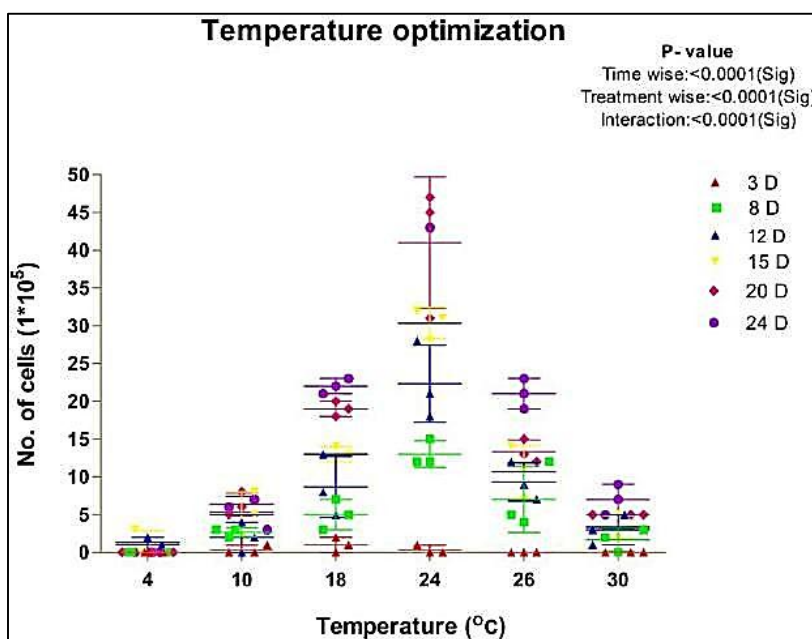 Temperature optimization
P- value
Time wise:<0.0001(Sig)
Treatment wise:<0.0001(Sig)
Interaction:<0.0001(Sig)
3 D
8 D
12 D
15 D
20 D
24 D
No. of cells (1*10⁵)
50
45
40
35
30
25
20
15
10
5
0
4 10 18 24 26 30
Temperature (⁰C)